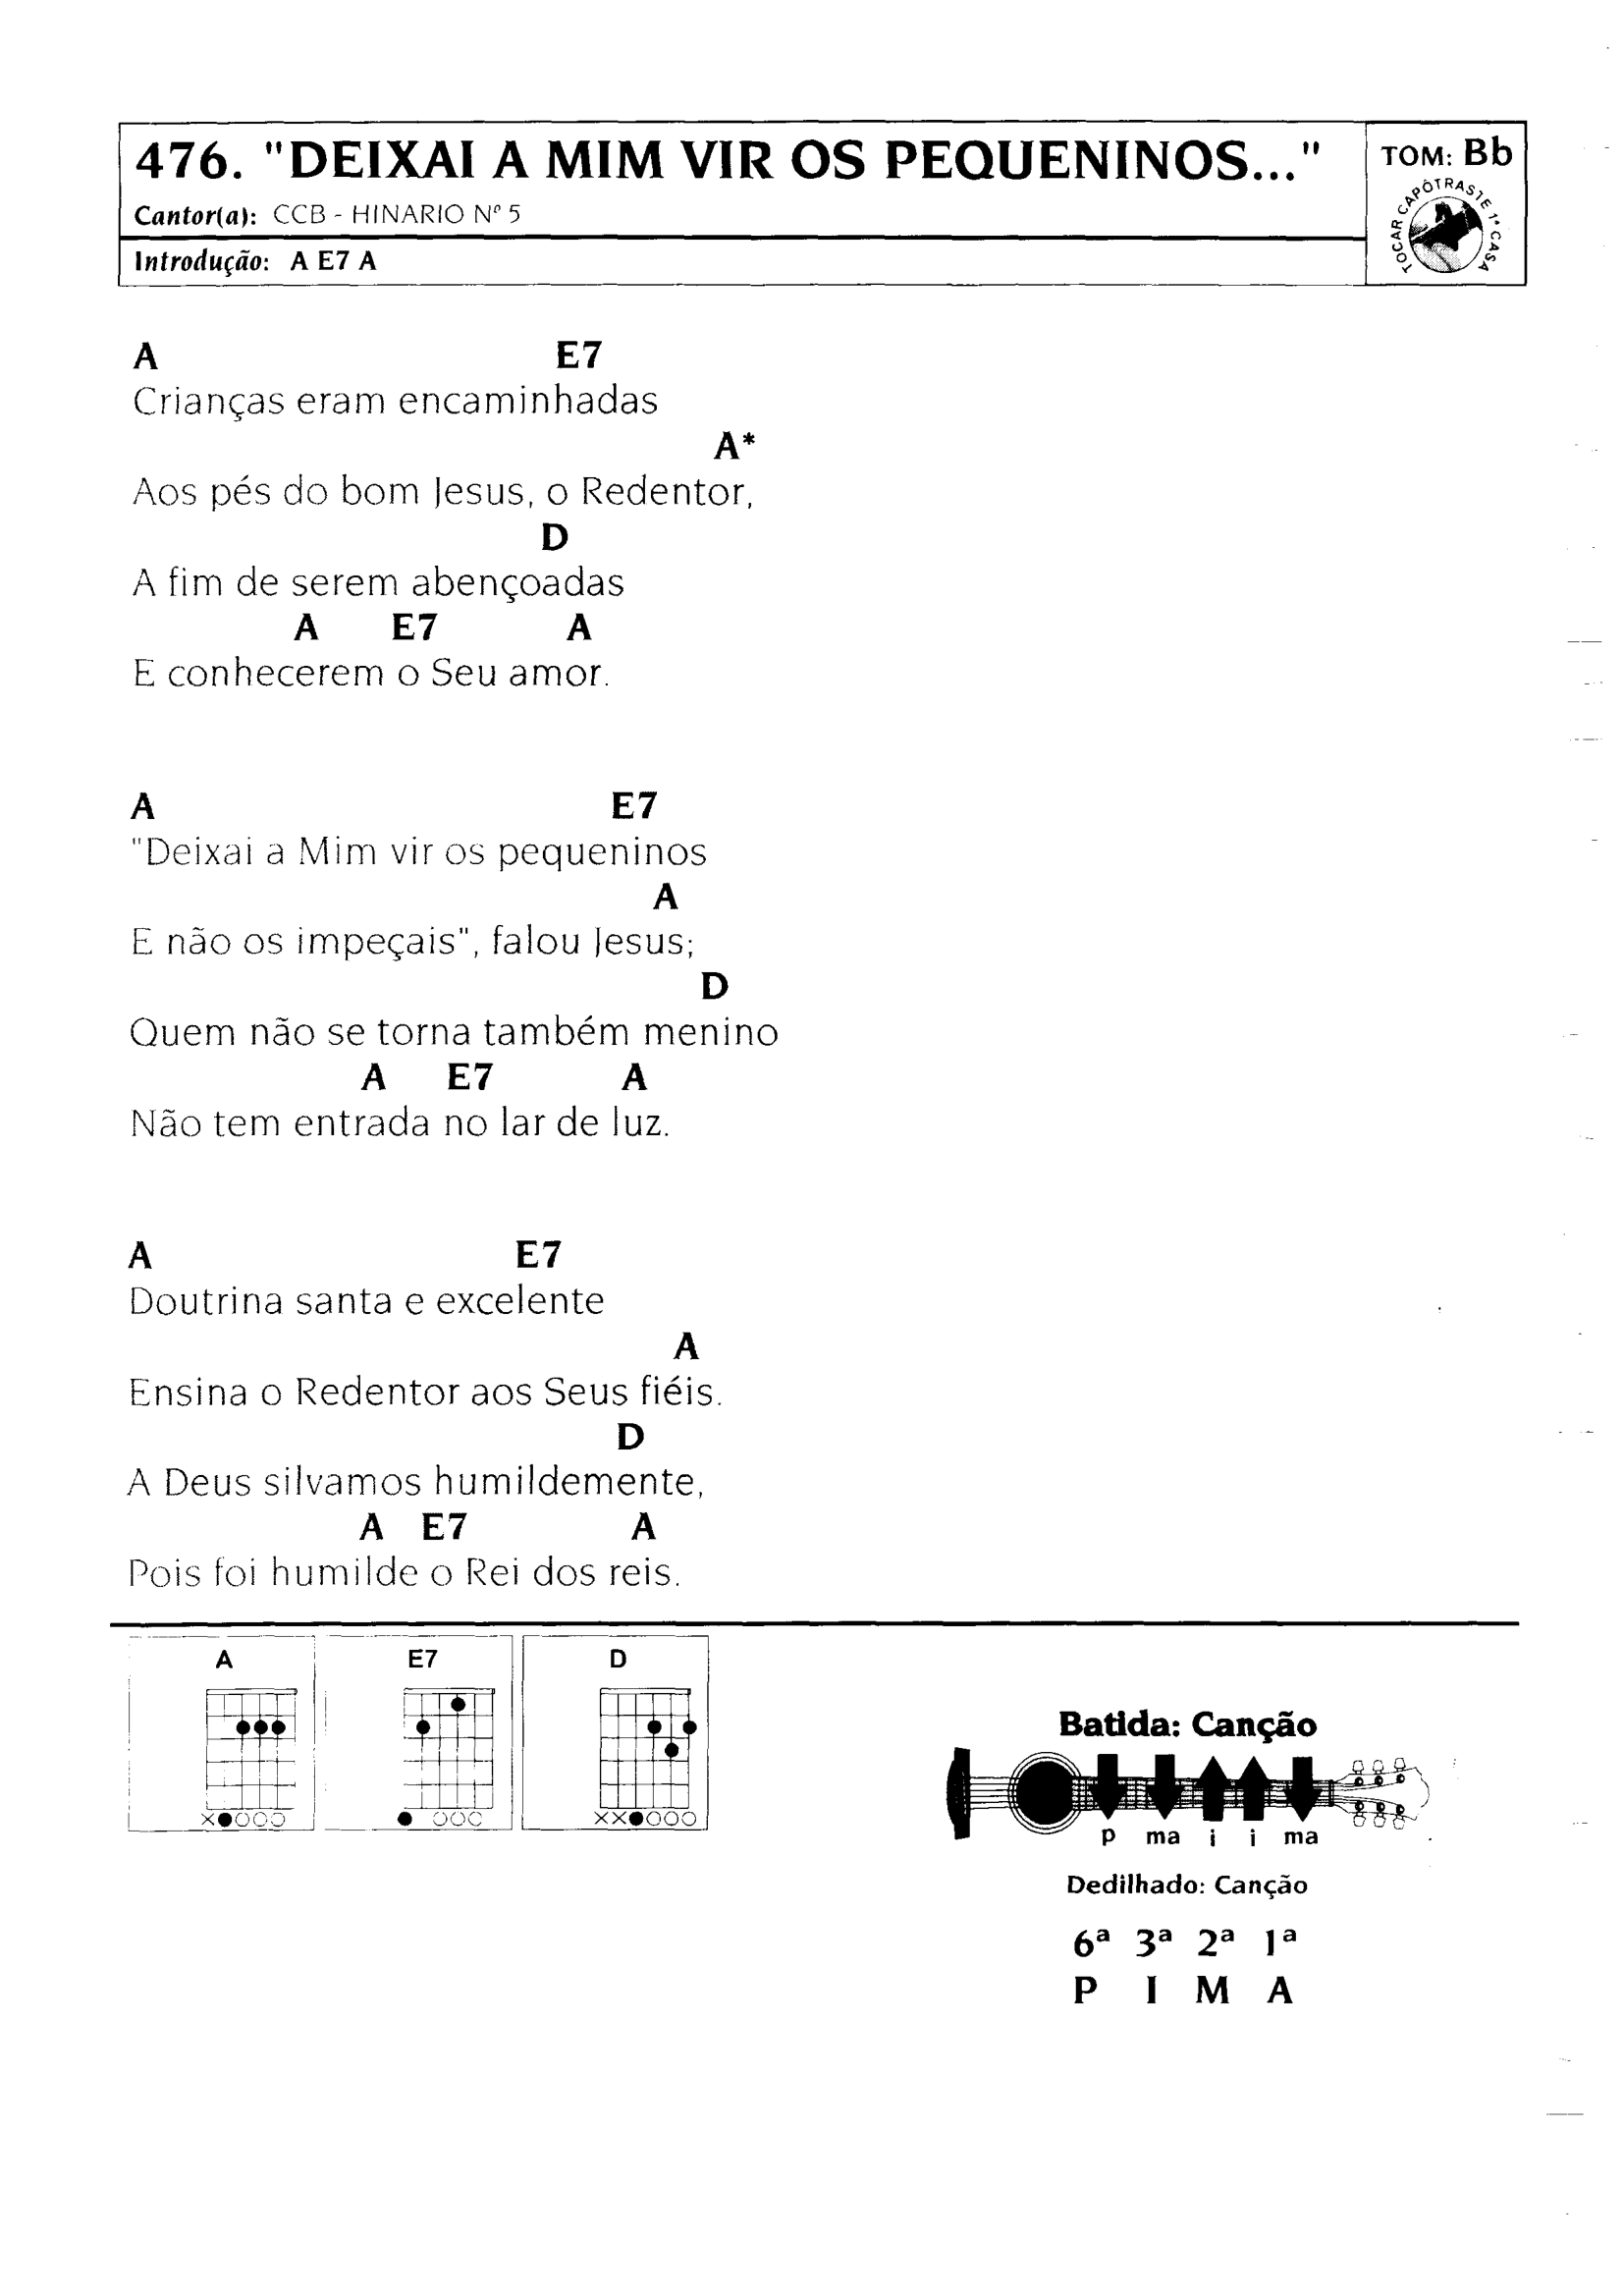 476. "DEIXAI A MIM VIR OS PEQUENINOS..."
TOM: Bb
Cantor(a): CCB - HINARIO Nº 5
TOCAR CAPÔTRASTE 1ª CASA
Introdução: A E7 A
A E7
Crianças eram encaminhadas
A*
Aos pés do bom Jesus, o Redentor,
D
A fim de serem abençoadas
A E7 A
E conhecerem o Seu amor.
A E7
"Deixai a Mim vir os pequeninos
A
E não os impeçais", falou Jesus;
D
Quem não se torna também menino
A E7 A
Não tem entrada no lar de luz.
A E7
Doutrina santa e excelente
A
Ensina o Redentor aos Seus fiéis.
D
A Deus silvamos humildemente,
A E7 A
Pois foi humilde o Rei dos reis.
A E7 D
Batida: Canção
p ma i i ma
Dedilhado: Canção
6ª 3ª 2ª 1ª
P I M A